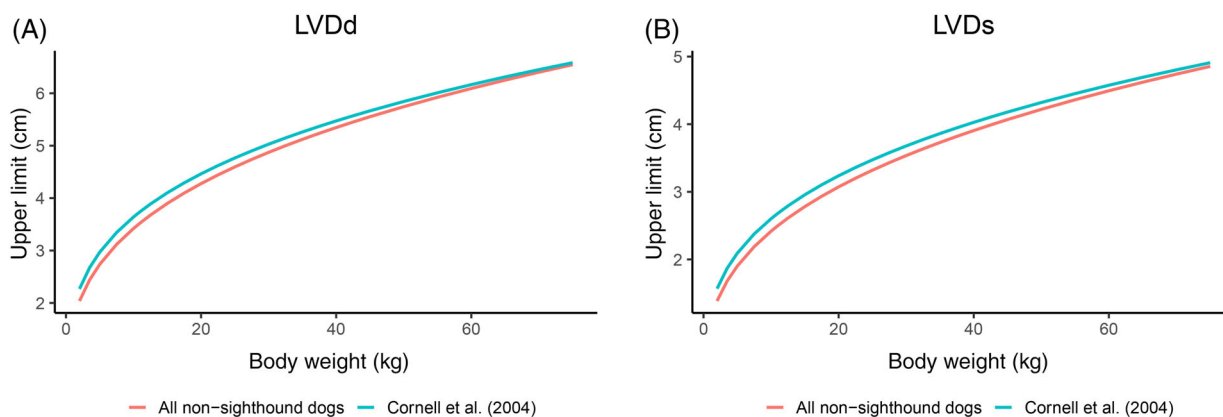 (A)
LVDd
Upper limit (cm)
6
5
4
3
2
0
20
40
60
Body weight (kg)
All non−sighthound dogs
Cornell et al. (2004)
(B)
LVDs
Upper limit (cm)
5
4
3
2
0
20
40
60
Body weight (kg)
All non−sighthound dogs
Cornell et al. (2004)